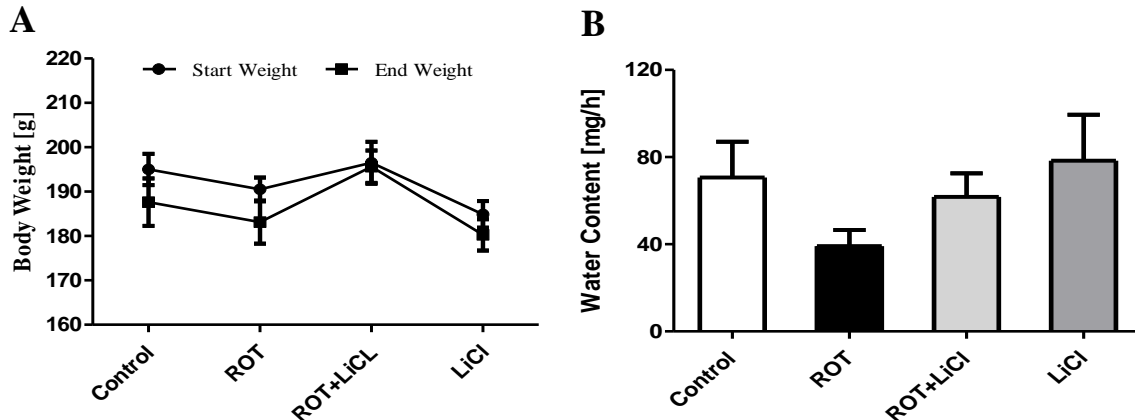 A
220
210
200
190
180
170
160
Body Weight [g]
Start Weight
End Weight
Control
ROT
ROT+LiCL
LiCl
B
120
80
40
0
Water Content [mg/h]
Control
ROT
ROT+LiCl
LiCl